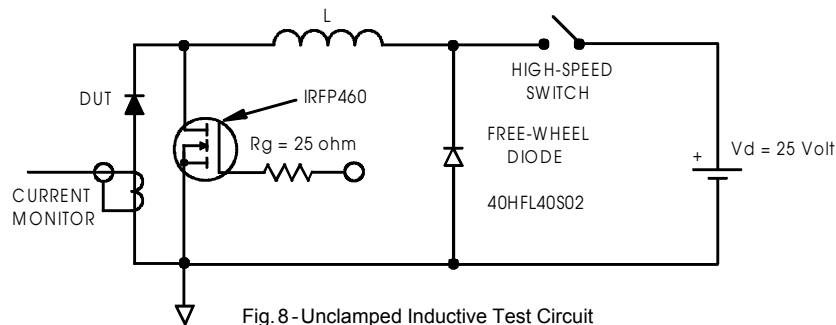 L
HIGH-SPEED
SWITCH
DUT
IRFP460
Rg = 25 ohm
FREE-WHEEL
DIODE
+
Vd = 25 Volt
40HFL40S02
CURRENT
MONITOR
Fig. 8 - Unclamped Inductive Test Circuit